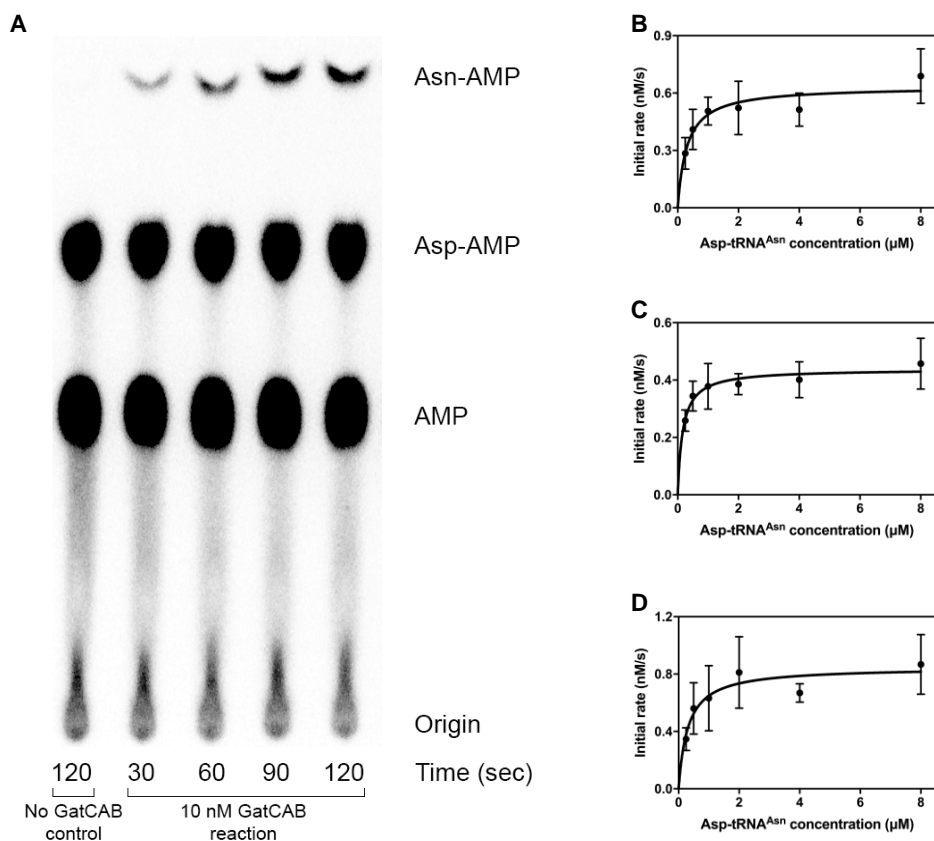 A
Asn-AMP
Asp-AMP
AMP
Origin
120 30 60 90 120 Time (sec)
No GatCAB
control
10 nM GatCAB
reaction
B
Initial rate (nM/s)
0.9
0.6
0.3
0.0
0 2 4 6 8
Asp-tRNAAsn concentration (µM)
C
Initial rate (nM/s)
0.6
0.4
0.2
0.0
0 2 4 6 8
Asp-tRNAAsn concentration (µM)
D
Initial rate (nM/s)
1.2
0.8
0.4
0.0
0 2 4 6 8
Asp-tRNAAsn concentration (µM)